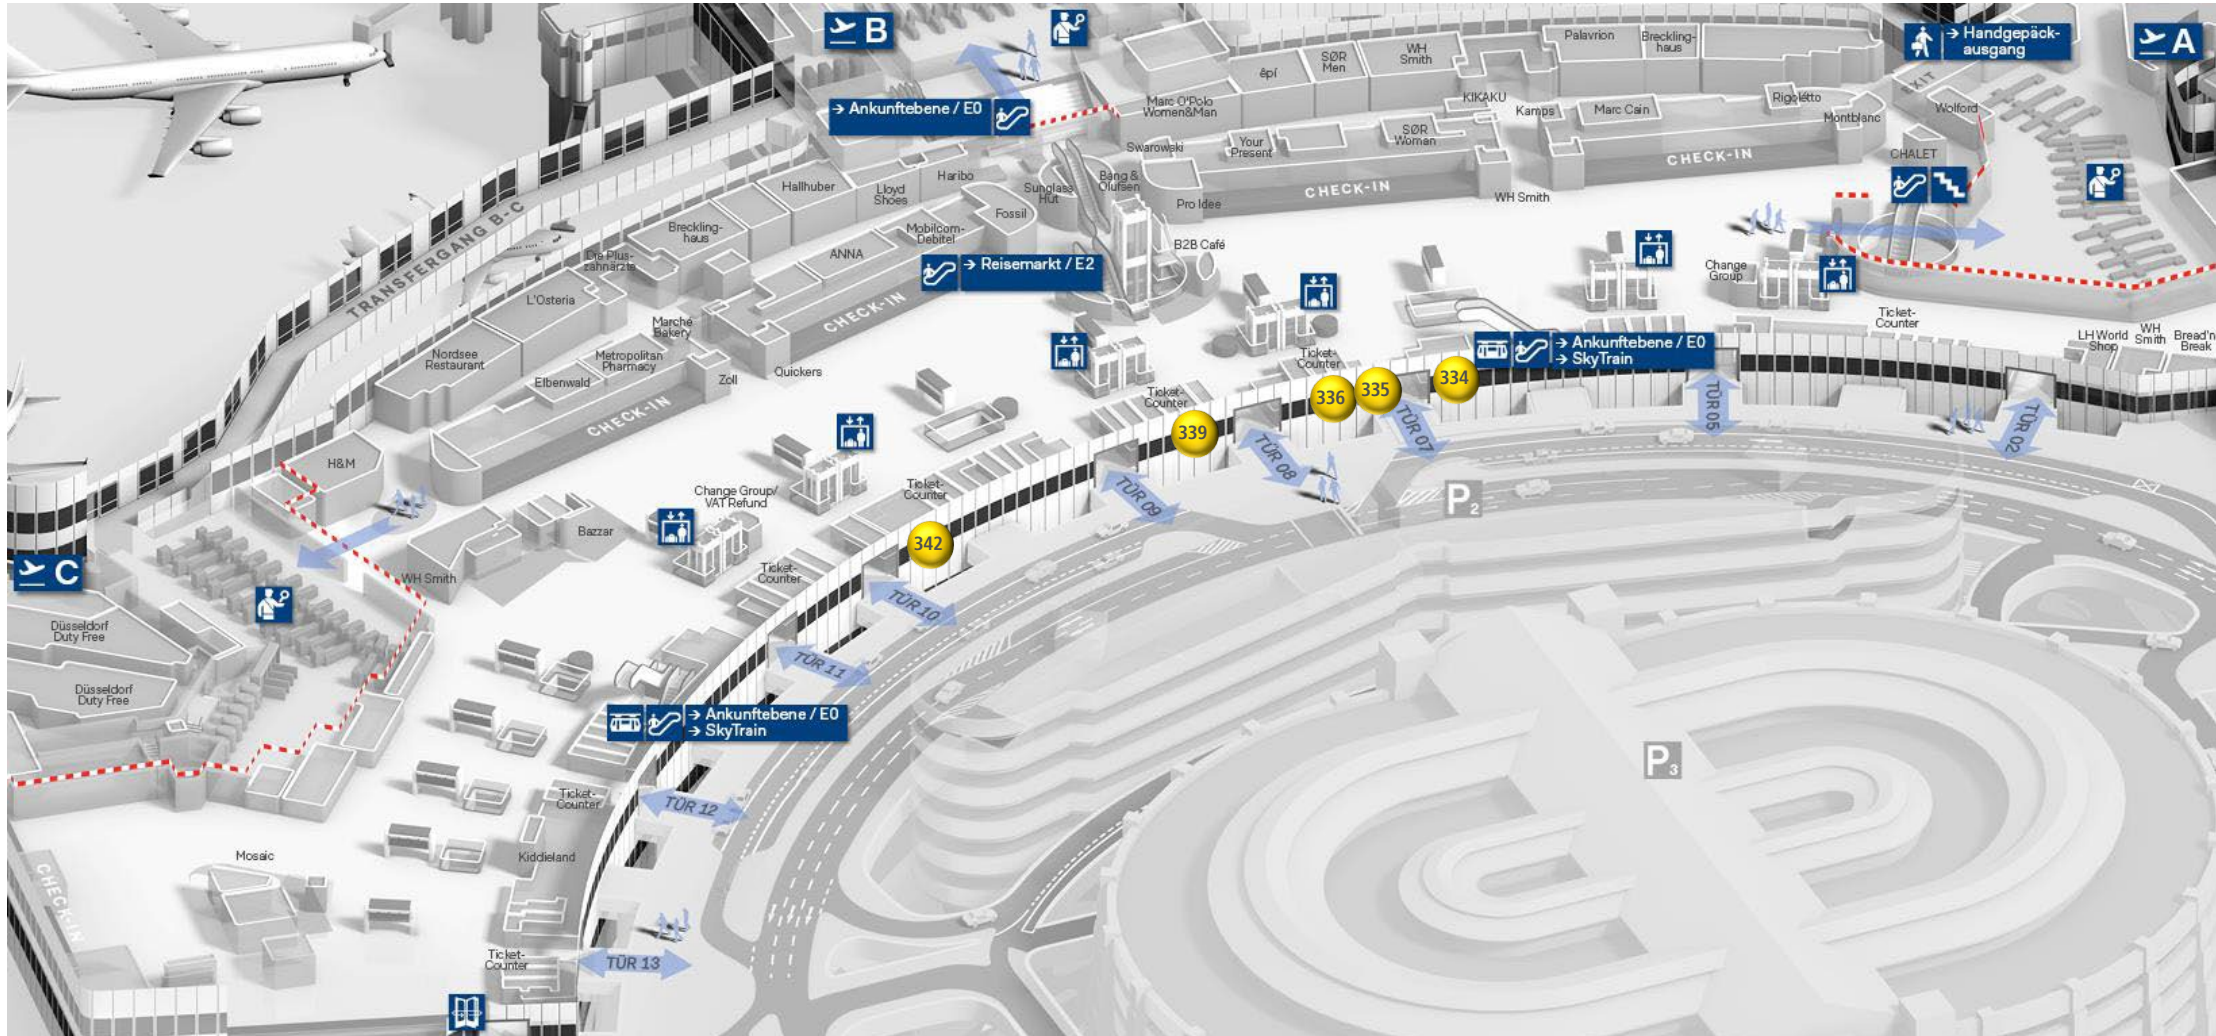 B
→ Handgepäck-
ausgang
A
→ Ankunftebene / E0
Palavrion
Breckling-
haus
WH
Smith
SØR
Men
êpí
Marc O'Polo
Women&Man
KIKAKU
Kamps
Marc Cain
Rigolétto
Montblanc
EXIT
Wolford
CHALET
Swarowski
Your
Present
SØR
Woman
CHECK-IN
CHECK-IN
WH Smith
Bang &
Olufsen
Sunglass
Hut
Pro Idee
Haribo
Lloyd
Shoes
Hallhuber
Fossil
Mobilcom-
Debitel
ANNA
Breckling-
haus
Die Plus-
zahnärzte
TRANSFERGANG B-C
B2B Café
→ Reisemarkt / E2
Change
Group
L'Osteria
CHECK-IN
Marché
Bakery
Nordsee
Restaurant
Metropolitan
Pharmacy
Elbenwald
Zoll
Quickers
CHECK-IN
Ticket-
Counter
LH World
Shop
WH
Smith
Bread'n
Break
→ Ankunftebene / E0
→ SkyTrain
Ticket-
Counter
334
335
336
339
342
TÜR 02
TÜR 05
TÜR 07
TÜR 08
TÜR 09
TÜR 10
TÜR 11
TÜR 12
TÜR 13
Ticket-
Counter
Ticket-
Counter
Ticket-
Counter
H&M
Change Group/
VAT Refund
Bazzar
WH Smith
C
Düsseldorf
Duty Free
Düsseldorf
Duty Free
P2
P3
→ Ankunftebene / E0
→ SkyTrain
Ticket-
Counter
Kiddieland
Mosaic
CHECK-IN
Ticket-
Counter